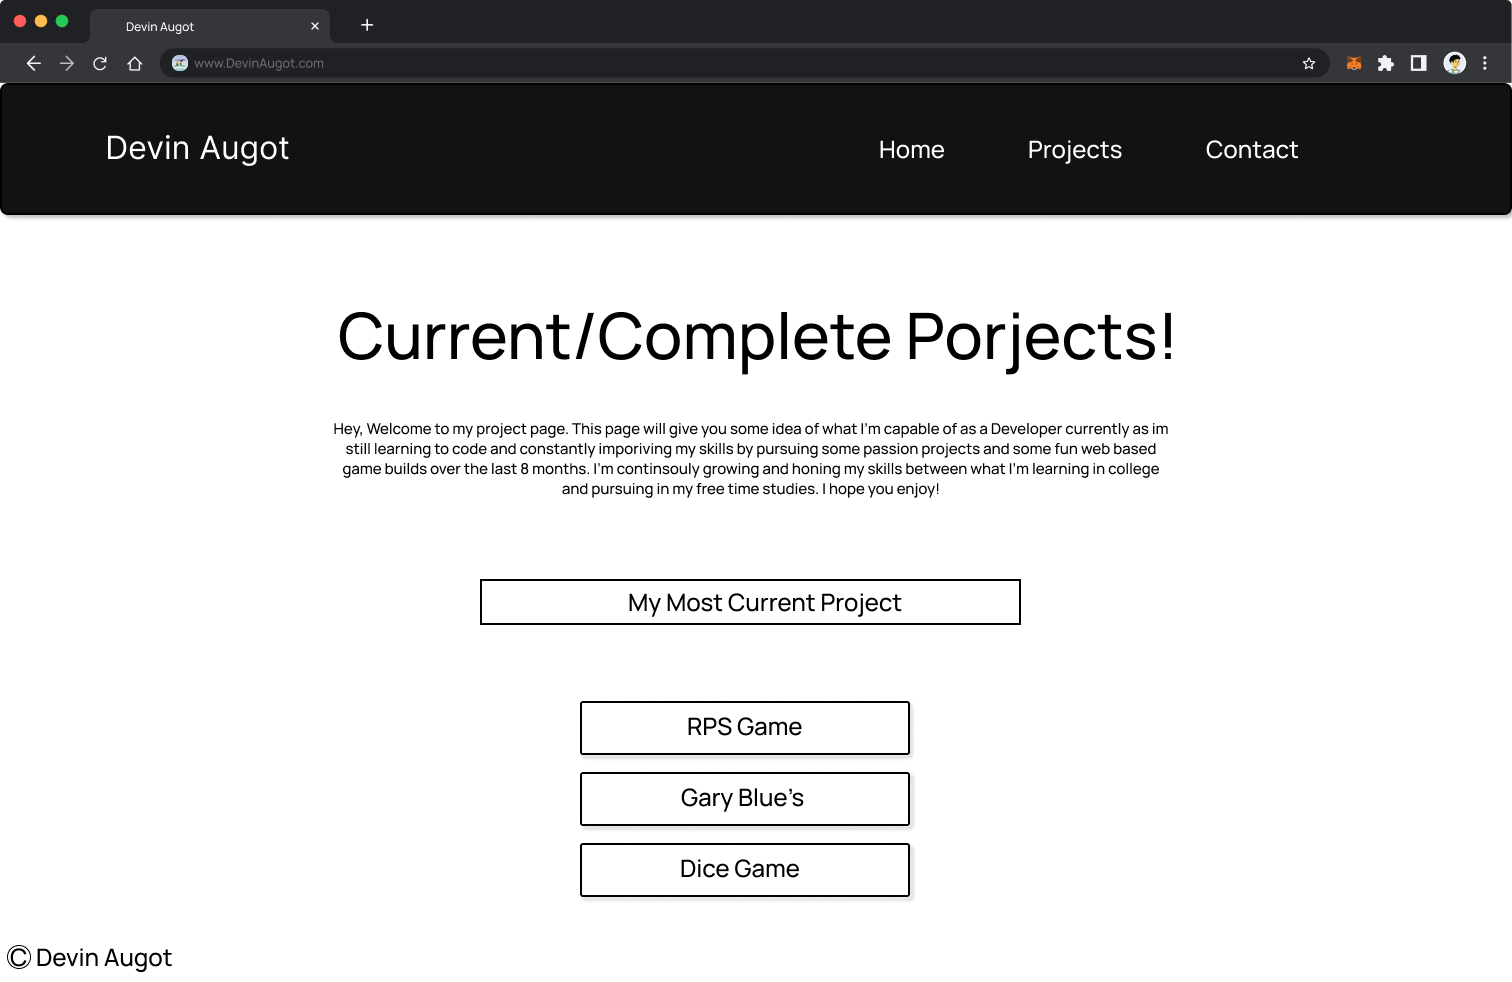 Devin Augot
www.DevinAugot.com
Devin Augot
Home
Projects
Contact
Current/Complete Porjects!
Hey, Welcome to my project page. This page will give you some idea of what I'm capable of as a Developer currently as im
still learning to code and constantly imporiving my skills by pursuing some passion projects and some fun web based
game builds over the last 8 months. I'm continsouly growing and honing my skills between what I'm learning in college
and pursuing in my free time studies. I hope you enjoy!
My Most Current Project
RPS Game
Gary Blue's
Dice Game
© Devin Augot